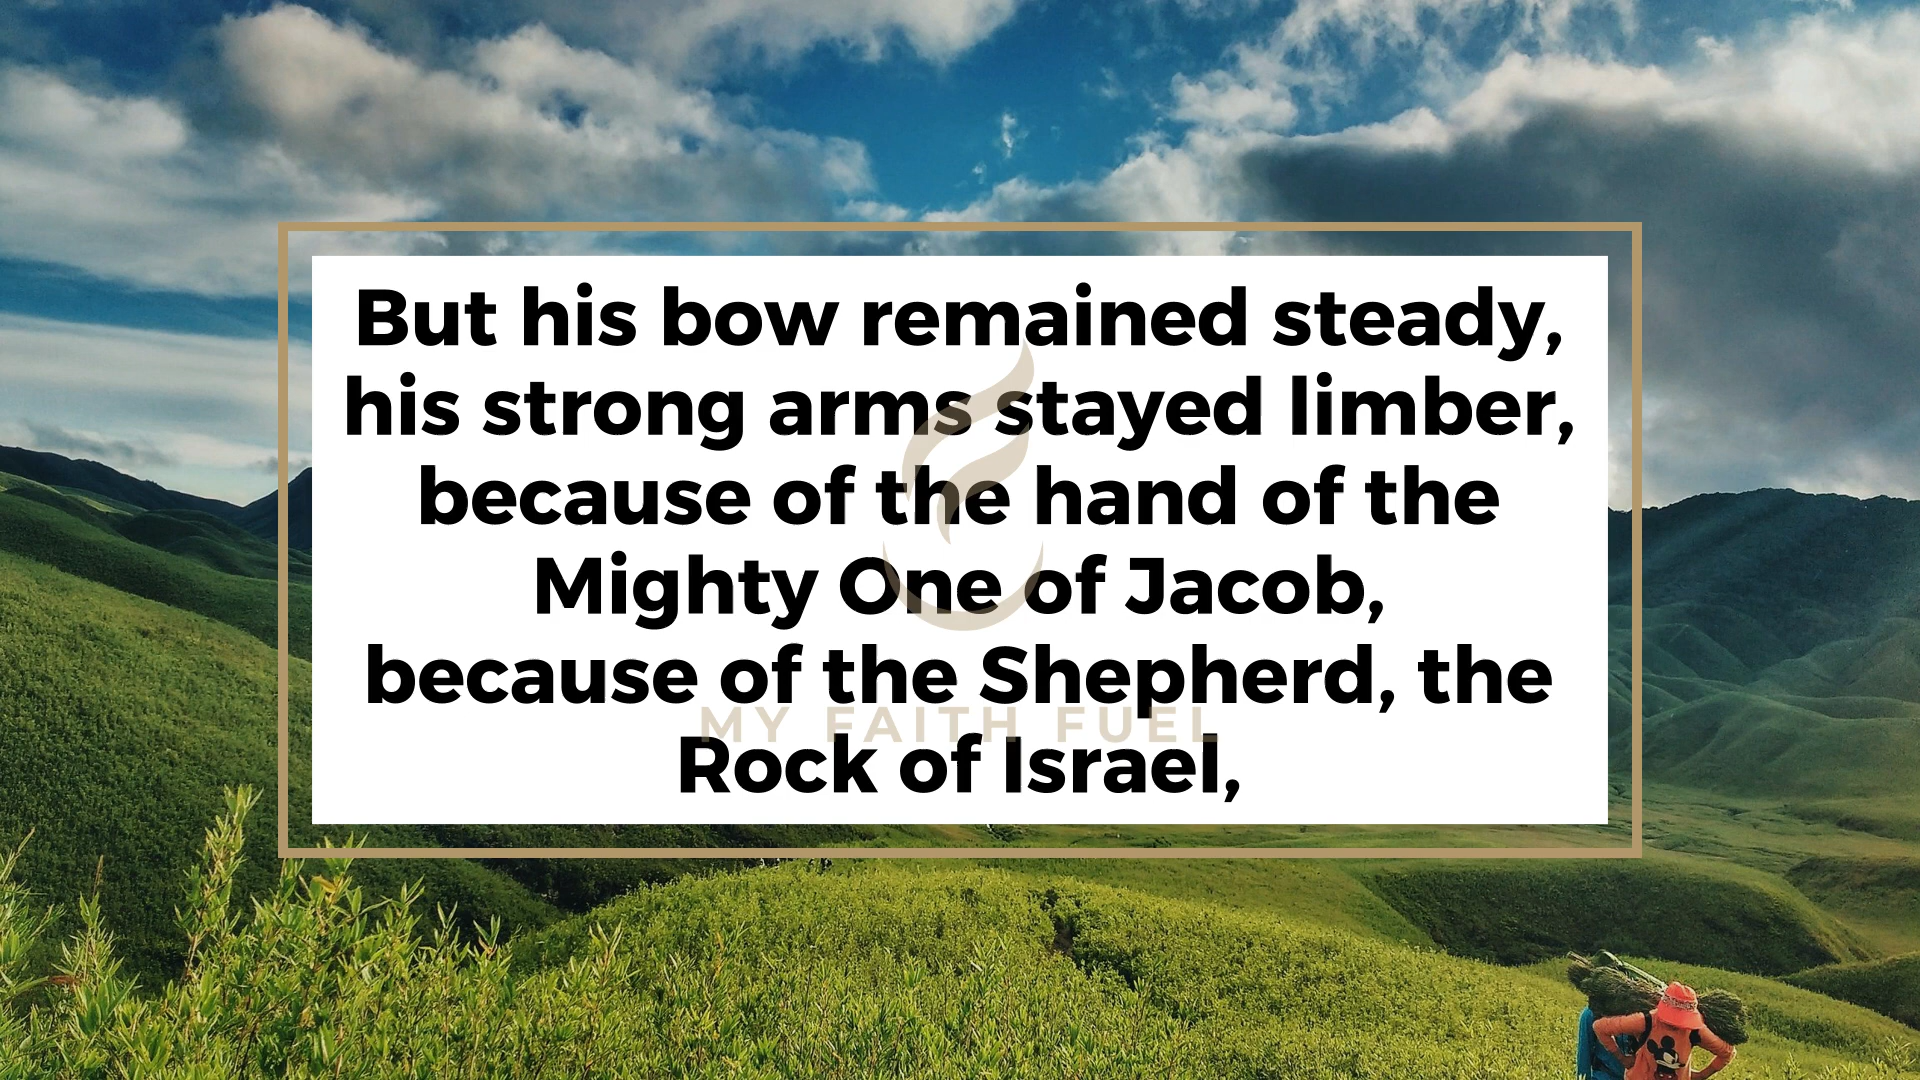 But his bow remained steady,
his strong arms stayed limber,
because of the hand of the
Mighty One of Jacob,
because of the Shepherd, the
MY FAITH FUEL
Rock of Israel,